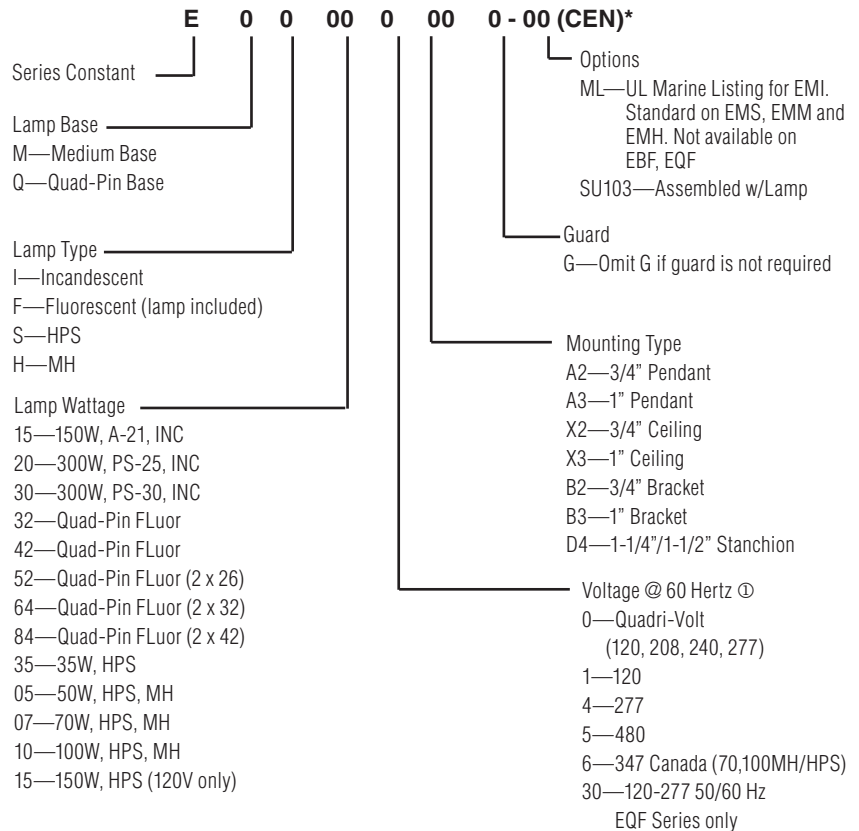 E 0 0 00 0 00 0 - 00 (CEN)*
Series Constant
Lamp Base
M—Medium Base
Q—Quad-Pin Base
Lamp Type
I—Incandescent
F—Fluorescent (lamp included)
S—HPS
H—MH
Lamp Wattage
15—150W, A-21, INC
20—300W, PS-25, INC
30—300W, PS-30, INC
32—Quad-Pin FLuor
42—Quad-Pin FLuor
52—Quad-Pin FLuor (2 x 26)
64—Quad-Pin FLuor (2 x 32)
84—Quad-Pin FLuor (2 x 42)
35—35W, HPS
05—50W, HPS, MH
07—70W, HPS, MH
10—100W, HPS, MH
15—150W, HPS (120V only)
Options
ML—UL Marine Listing for EMI.
Standard on EMS, EMM and
EMH. Not available on
EBF, EQF
SU103—Assembled w/Lamp
Guard
G—Omit G if guard is not required
Mounting Type
A2—3/4” Pendant
A3—1” Pendant
X2—3/4” Ceiling
X3—1” Ceiling
B2—3/4” Bracket
B3—1” Bracket
D4—1-1/4”/1-1/2” Stanchion
Voltage @ 60 Hertz ①
0—Quadri-Volt
(120, 208, 240, 277)
1—120
4—277
5—480
6—347 Canada (70,100MH/HPS)
30—120-277 50/60 Hz
EQF Series only